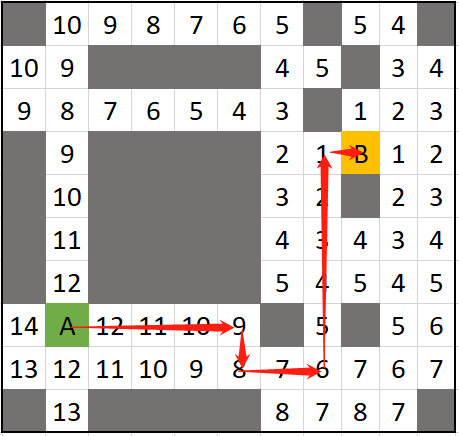 10 9 8 7 6 5 5 4
10 9 4 5 3 4
9 8 7 6 5 4 3 1 2 3
9 2 1 B 1 2
10 3 2 2 3
11 4 3 4 3 4
12 5 4 5 4 5
14 A 12 11 10 9 5 5 6
13 12 11 10 9 8 7 6 7 6 7
13 8 7 8 7